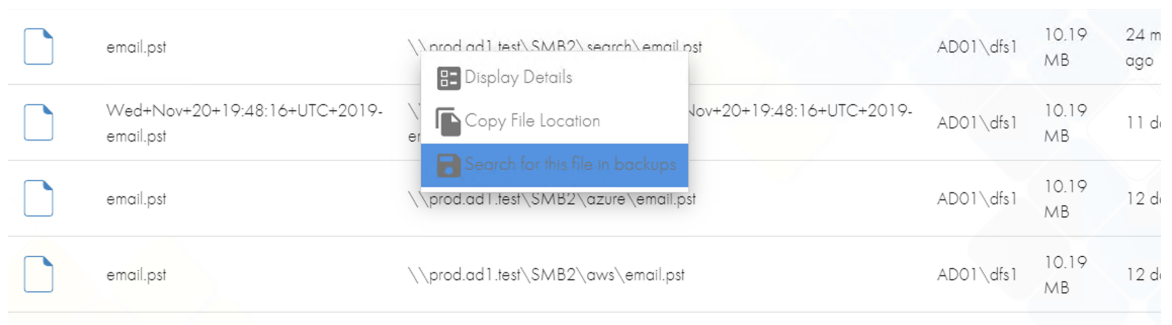 email.pst \\prod.ad1.test\SMB2\search\email.pst AD01\dfs1 10.19 MB 24 m
ago
Display Details
Wed+Nov+20+19:48:16+UTC+2019-email.pst Nov+20+19:48:16+UTC+2019- AD01\dfs1 10.19 MB 11 d
Copy File Location
Search for this file in backups
email.pst \\prod.ad1.test\SMB2\azure\email.pst AD01\dfs1 10.19 MB 12 d
email.pst \\prod.ad1.test\SMB2\aws\email.pst AD01\dfs1 10.19 MB 12 d